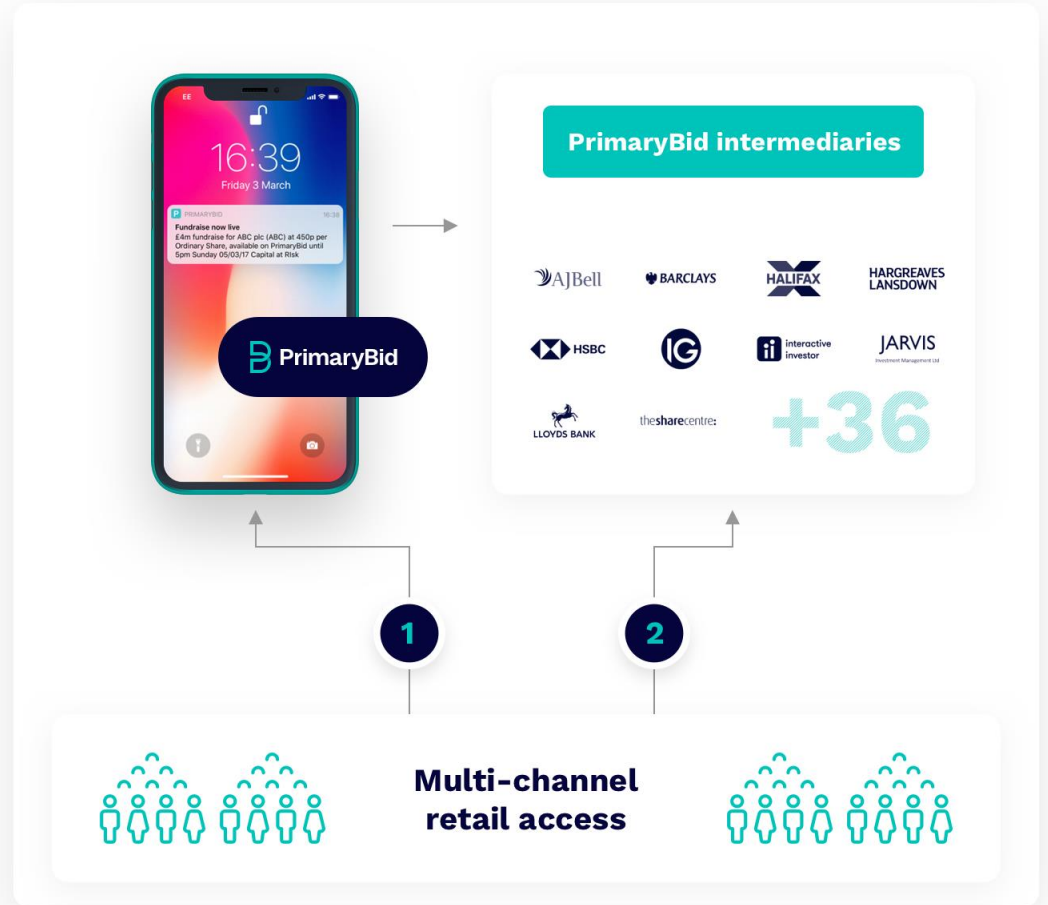 EE
16:39
Friday 3 March
PRIMARYBID 16:38
Fundraise now live
£4m fundraise for ABC plc (ABC) at 450p per
Ordinary Share, available on PrimaryBid until
5pm Sunday 05/03/17 Capital at Risk
PrimaryBid
PrimaryBid intermediaries
AJBell
BARCLAYS
HALIFAX
HARGREAVES
LANSDOWN
HSBC
IG
interactive
investor
JARVIS
Investment Management Ltd
LLOYDS BANK
thesharecentre:
+36
1
2
Multi-channel
retail access